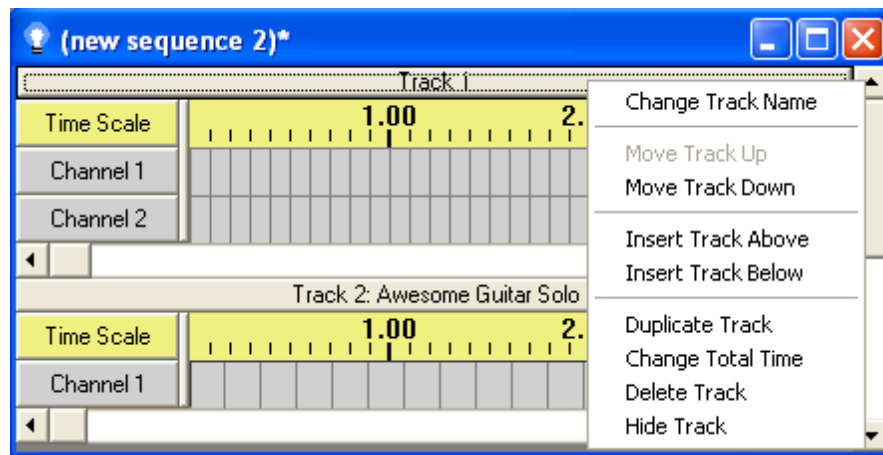 (new sequence 2)*
Track 1
Time Scale
1.00
2.
Channel 1
Channel 2
Track 2: Awesome Guitar Solo
Time Scale
1.00
2.
Channel 1
Change Track Name
Move Track Up
Move Track Down
Insert Track Above
Insert Track Below
Duplicate Track
Change Total Time
Delete Track
Hide Track